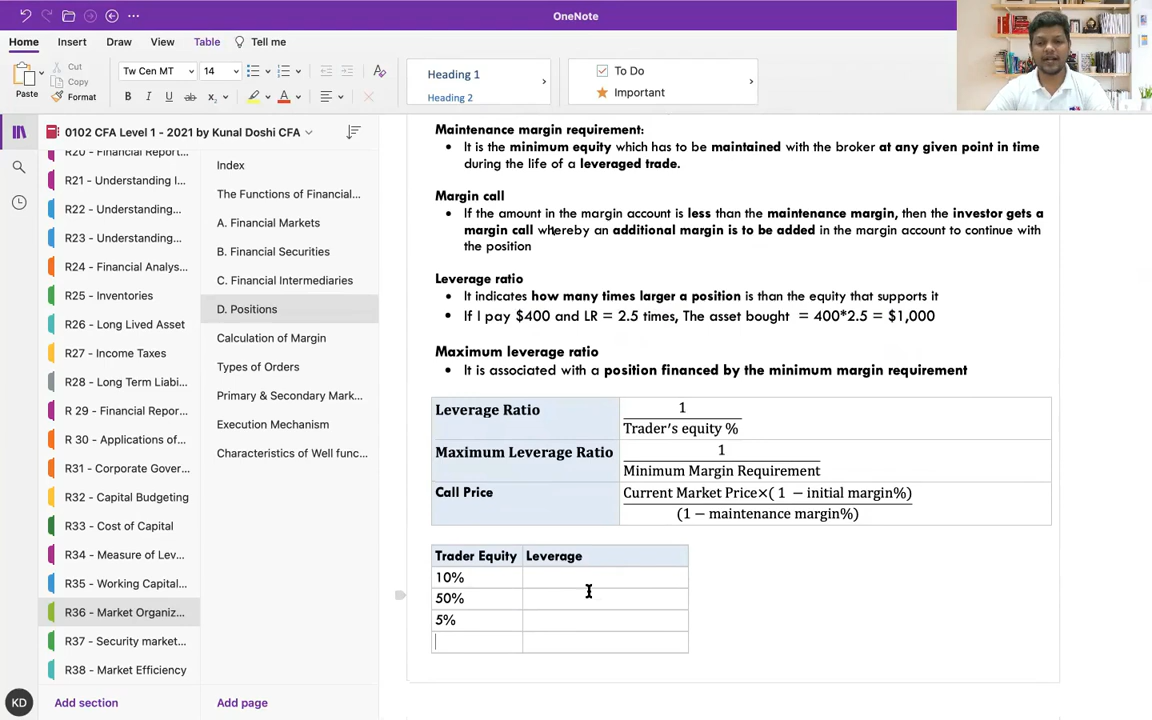 OneNote
Home Insert Draw View Table Tell me
Paste
Cut
Copy
Format
Tw Cen MT 14
B I U ab x₂ A
Heading 1
Heading 2
To Do
Important
0102 CFA Level 1 - 2021 by Kunal Doshi CFA
R20 - Financial Report...
R21 - Understanding I...
R22 - Understanding...
R23 - Understanding...
R24 - Financial Analys...
R25 - Inventories
R26 - Long Lived Asset
R27 - Income Taxes
R28 - Long Term Liabi...
R 29 - Financial Repor...
R 30 - Applications of...
R31 - Corporate Gover...
R32 - Capital Budgeting
R33 - Cost of Capital
R34 - Measure of Lev...
R35 - Working Capital...
R36 - Market Organiz...
R37 - Security market...
R38 - Market Efficiency
KD
Add section
Index
The Functions of Financial...
A. Financial Markets
B. Financial Securities
C. Financial Intermediaries
D. Positions
Calculation of Margin
Types of Orders
Primary & Secondary Mark...
Execution Mechanism
Characteristics of Well func...
Add page
Maintenance margin requirement:
• It is the minimum equity which has to be maintained with the broker at any given point in time
during the life of a leveraged trade.
Margin call
• If the amount in the margin account is less than the maintenance margin, then the investor gets a
margin call whereby an additional margin is to be added in the margin account to continue with
the position
Leverage ratio
• It indicates how many times larger a position is than the equity that supports it
• If I pay $400 and LR = 2.5 times, The asset bought = 400*2.5 = $1,000
Maximum leverage ratio
• It is associated with a position financed by the minimum margin requirement
Leverage Ratio
1
Trader's equity %
Maximum Leverage Ratio
1
Minimum Margin Requirement
Call Price
Current Market Price×( 1 − initial margin%)
(1 − maintenance margin%)
Trader Equity Leverage
10%
50%
5%